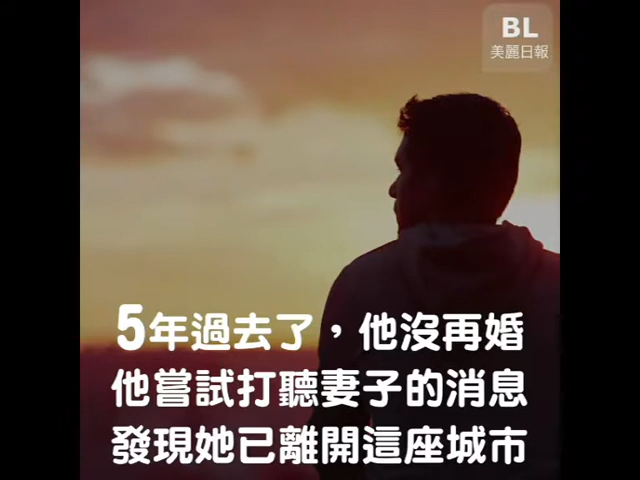 BL
美麗日報
5年過去了，他沒再婚
他嘗試打聽妻子的消息
發現她已離開這座城市